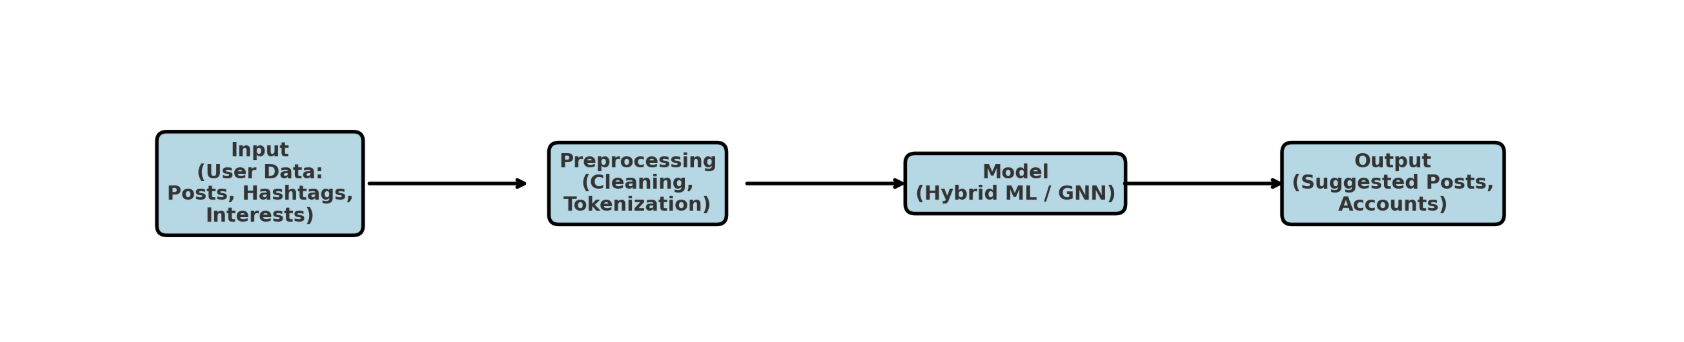 Input
(User Data:
Posts, Hashtags,
Interests)
Preprocessing
(Cleaning,
Tokenization)
Model
(Hybrid ML / GNN)
Output
(Suggested Posts,
Accounts)